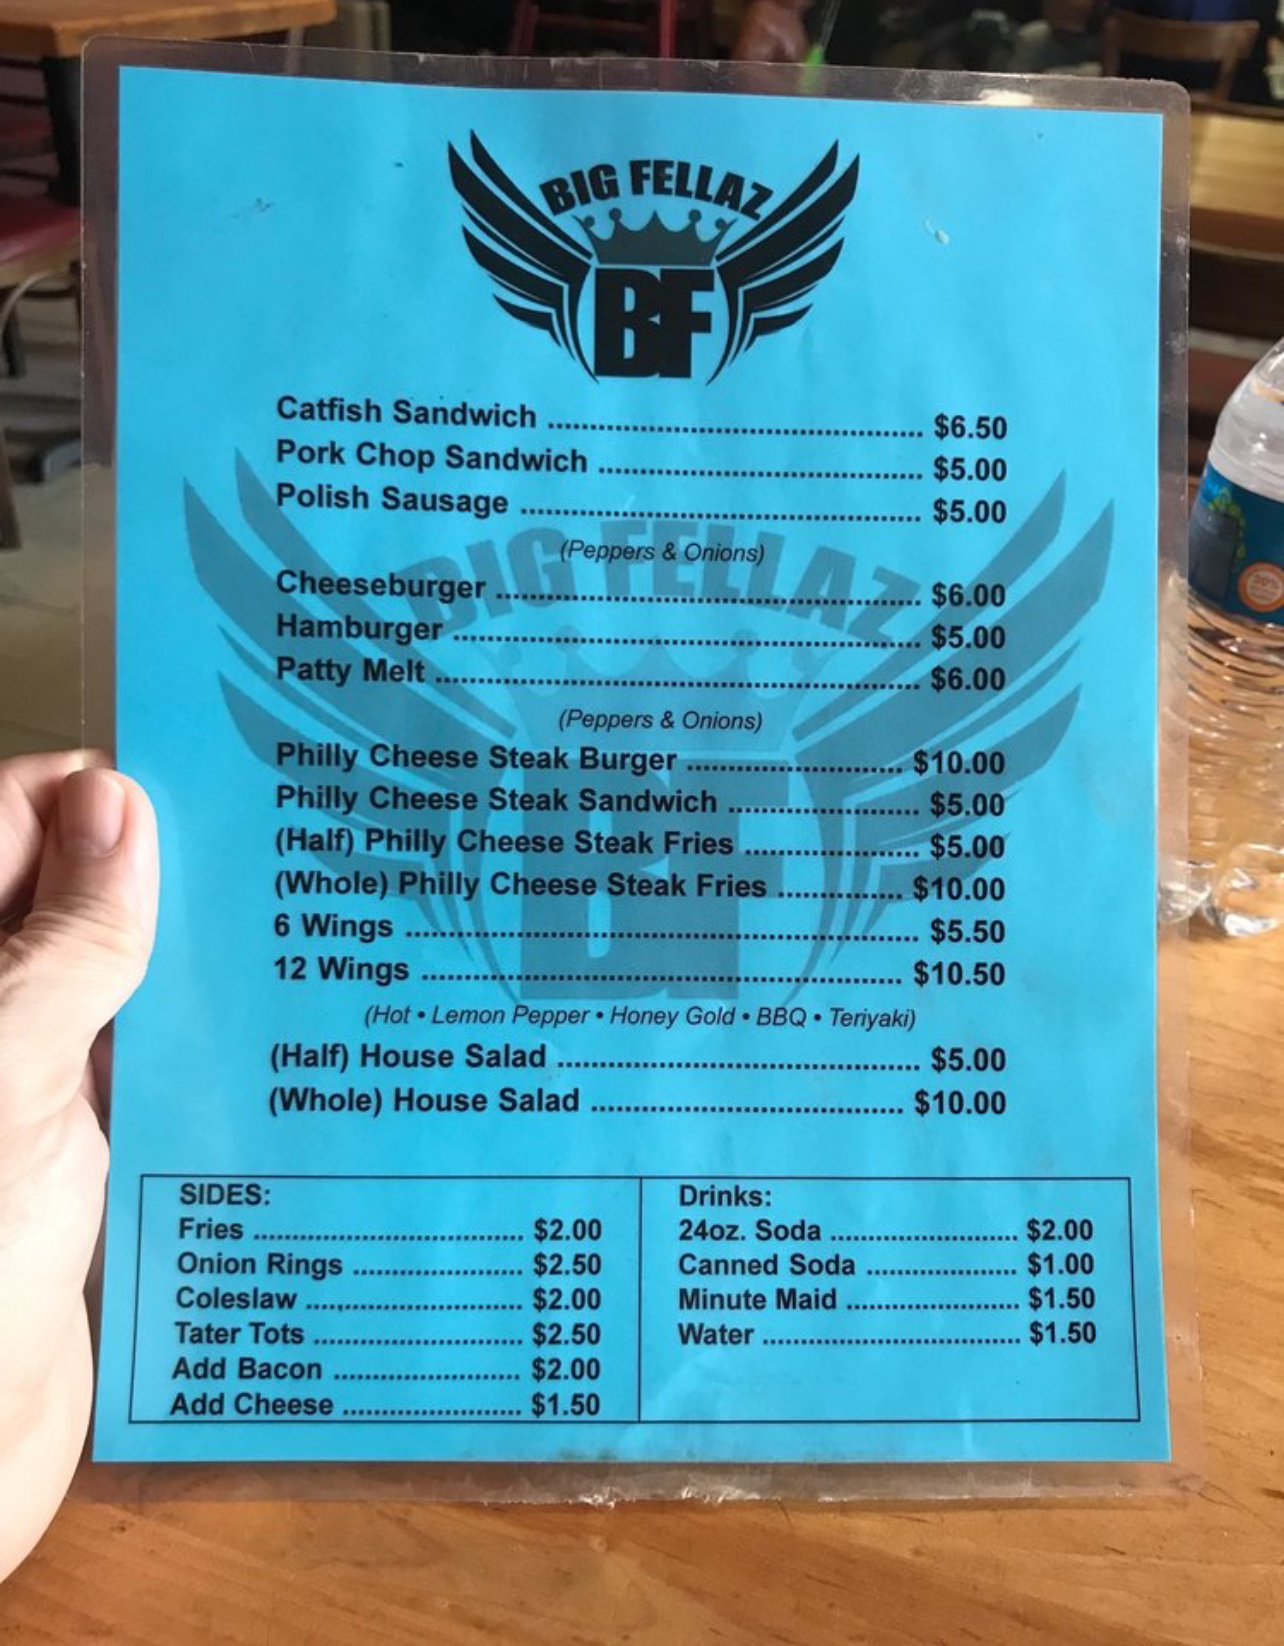 BIG FELLAZ
BF
Catfish Sandwich ................................................ $6.50
Pork Chop Sandwich ......................................... $5.00
Polish Sausage ................................................... $5.00
(Peppers & Onions)
Cheeseburger ...................................................... $6.00
Hamburger ........................................................... $5.00
Patty Melt ............................................................. $6.00
(Peppers & Onions)
Philly Cheese Steak Burger ........................... $10.00
Philly Cheese Steak Sandwich ........................ $5.00
(Half) Philly Cheese Steak Fries ...................... $5.00
(Whole) Philly Cheese Steak Fries ................ $10.00
6 Wings ................................................................. $5.50
12 Wings ............................................................. $10.50
(Hot • Lemon Pepper • Honey Gold • BBQ • Teriyaki)
(Half) House Salad .............................................. $5.00
(Whole) House Salad ........................................ $10.00
SIDES:
Fries ................................... $2.00
Onion Rings ...................... $2.50
Coleslaw ............................ $2.00
Tater Tots ........................... $2.50
Add Bacon ........................ $2.00
Add Cheese ....................... $1.50
Drinks:
24oz. Soda ........................ $2.00
Canned Soda ................... $1.00
Minute Maid ...................... $1.50
Water ................................. $1.50
BIG FELLAZ
BF